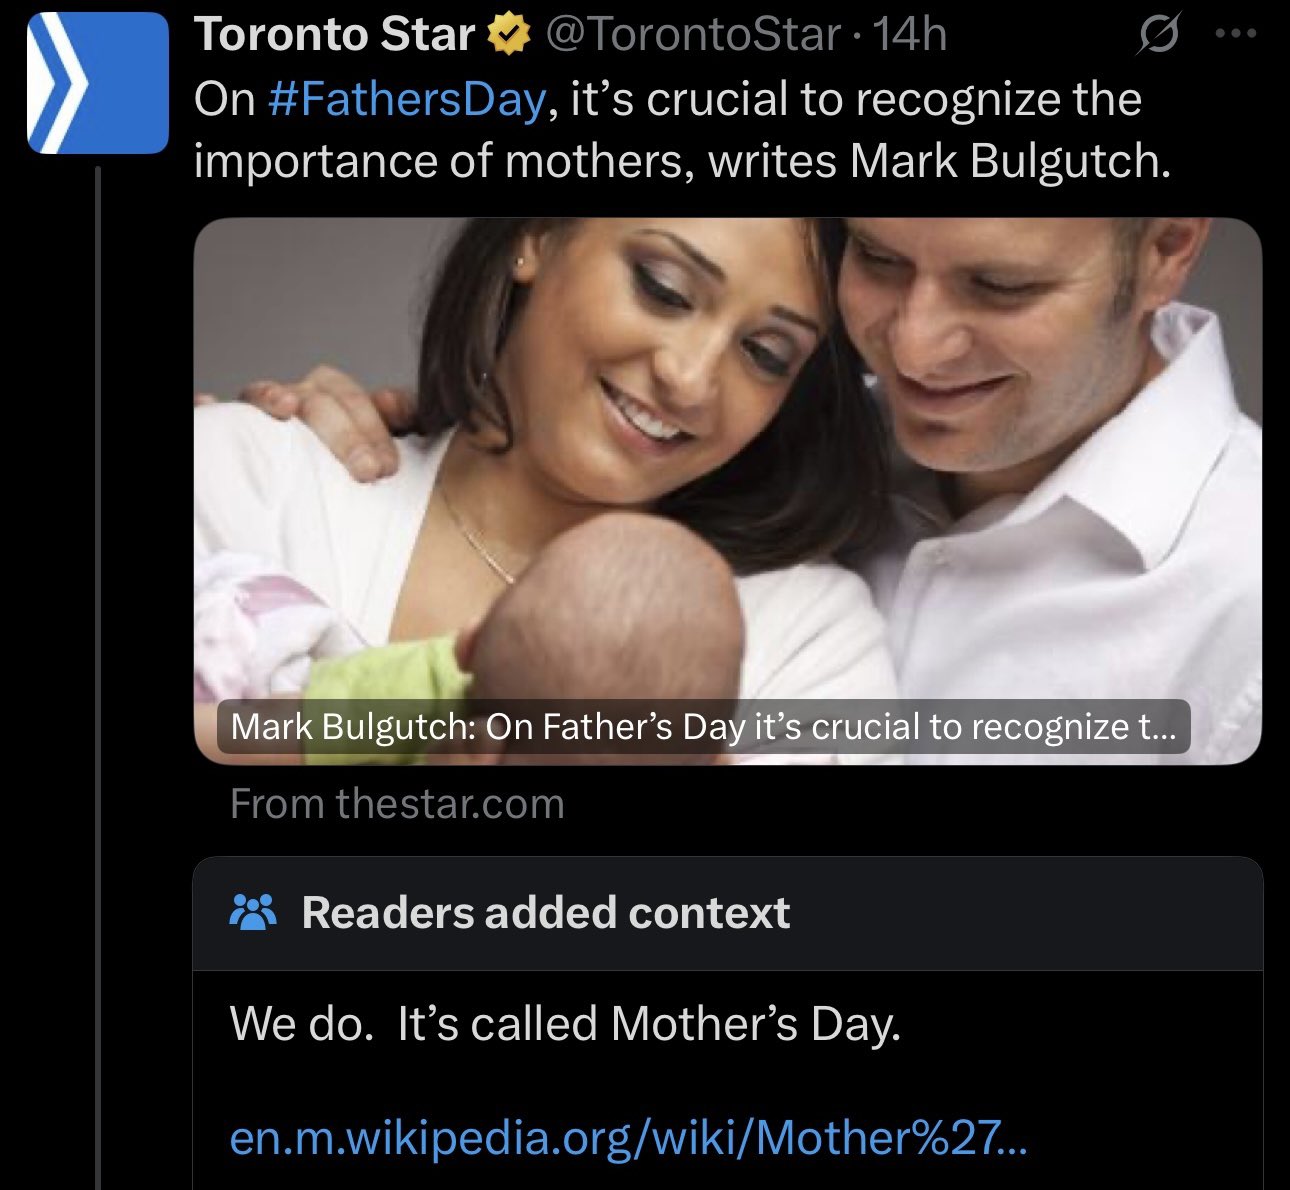 Toronto Star @TorontoStar · 14h
On #FathersDay, it’s crucial to recognize the
importance of mothers, writes Mark Bulgutch.
Mark Bulgutch: On Father’s Day it’s crucial to recognize t...
From thestar.com
Readers added context
We do.  It’s called Mother’s Day.
en.m.wikipedia.org/wiki/Mother%27...